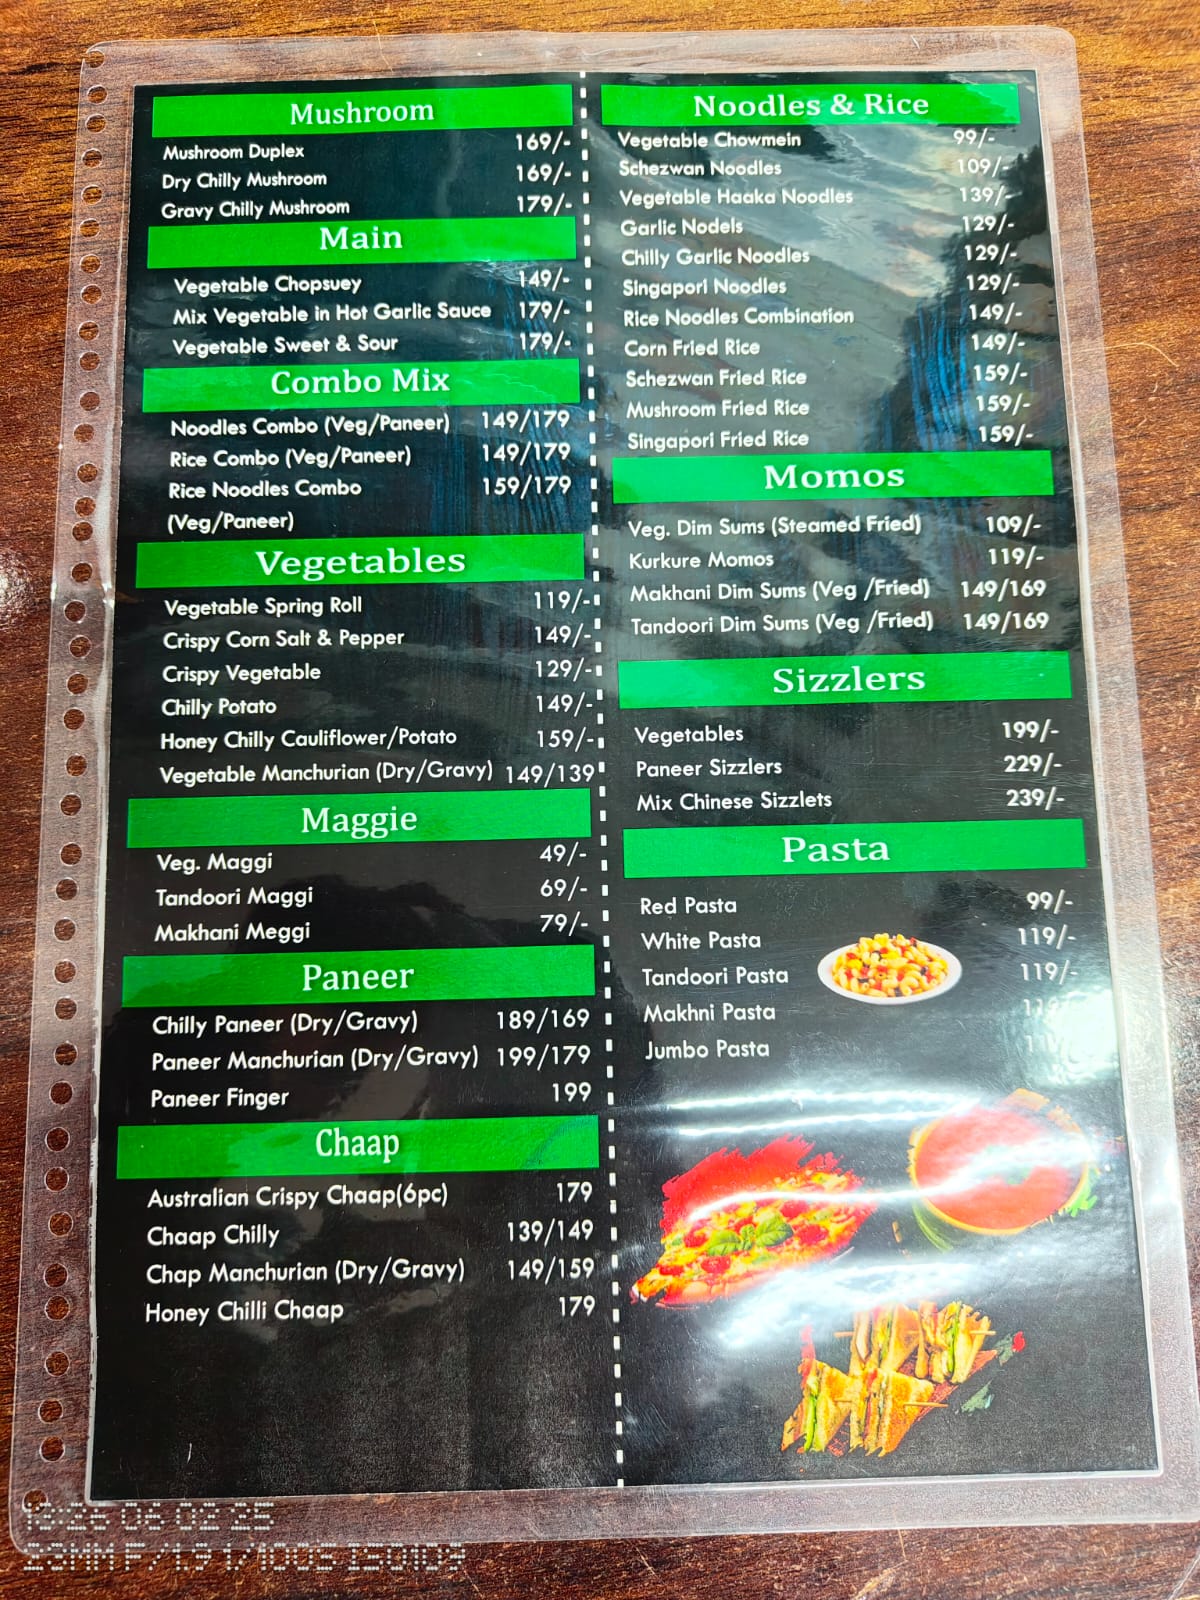 Mushroom
Mushroom Duplex 169/-
Dry Chilly Mushroom 169/-
Gravy Chilly Mushroom 179/-
Main
Vegetable Chopsuey 149/-
Mix Vegetable in Hot Garlic Sauce 179/-
Vegetable Sweet & Sour 179/-
Combo Mix
Noodles Combo (Veg/Paneer) 149/179
Rice Combo (Veg/Paneer) 149/179
Rice Noodles Combo 159/179
(Veg/Paneer)
Vegetables
Vegetable Spring Roll 119/-
Crispy Corn Salt & Pepper 149/-
Crispy Vegetable 129/-
Chilly Potato 149/-
Honey Chilly Cauliflower/Potato 159/-
Vegetable Manchurian (Dry/Gravy) 149/139
Maggie
Veg. Maggi 49/-
Tandoori Maggi 69/-
Makhani Meggi 79/-
Paneer
Chilly Paneer (Dry/Gravy) 189/169
Paneer Manchurian (Dry/Gravy) 199/179
Paneer Finger 199
Chaap
Australian Crispy Chaap(6pc) 179
Chaap Chilly 139/149
Chap Manchurian (Dry/Gravy) 149/159
Honey Chilli Chaap 179
Noodles & Rice
Vegetable Chowmein 99/-
Schezwan Noodles 109/-
Vegetable Haaka Noodles 139/-
Garlic Nodels 129/-
Chilly Garlic Noodles 129/-
Singapori Noodles 129/-
Rice Noodles Combination 149/-
Corn Fried Rice 149/-
Schezwan Fried Rice 159/-
Mushroom Fried Rice 159/-
Singapori Fried Rice 159/-
Momos
Veg. Dim Sums (Steamed Fried) 109/-
Kurkure Momos 119/-
Makhani Dim Sums (Veg /Fried) 149/169
Tandoori Dim Sums (Veg /Fried) 149/169
Sizzlers
Vegetables 199/-
Paneer Sizzlers 229/-
Mix Chinese Sizzlets 239/-
Pasta
Red Pasta 99/-
White Pasta 119/-
Tandoori Pasta 119/-
Makhni Pasta
Jumbo Pasta
06 02 25
23MM F/1.9 1/100S ISO109